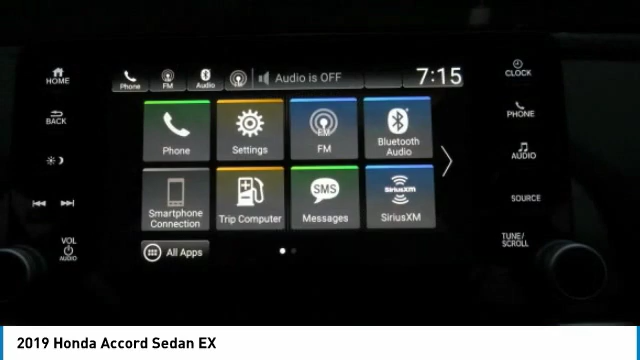 HOME
BACK
VOL
AUDIO
Phone
FM
Audio
Audio is OFF
7:15
Phone
Settings
FM
FM
Bluetooth
Audio
Smartphone
Connection
Trip Computer
SMS
Messages
SiriusXM
SiriusXM
All Apps
CLOCK
PHONE
AUDIO
SOURCE
TUNE/
SCROLL
2019 Honda Accord Sedan EX